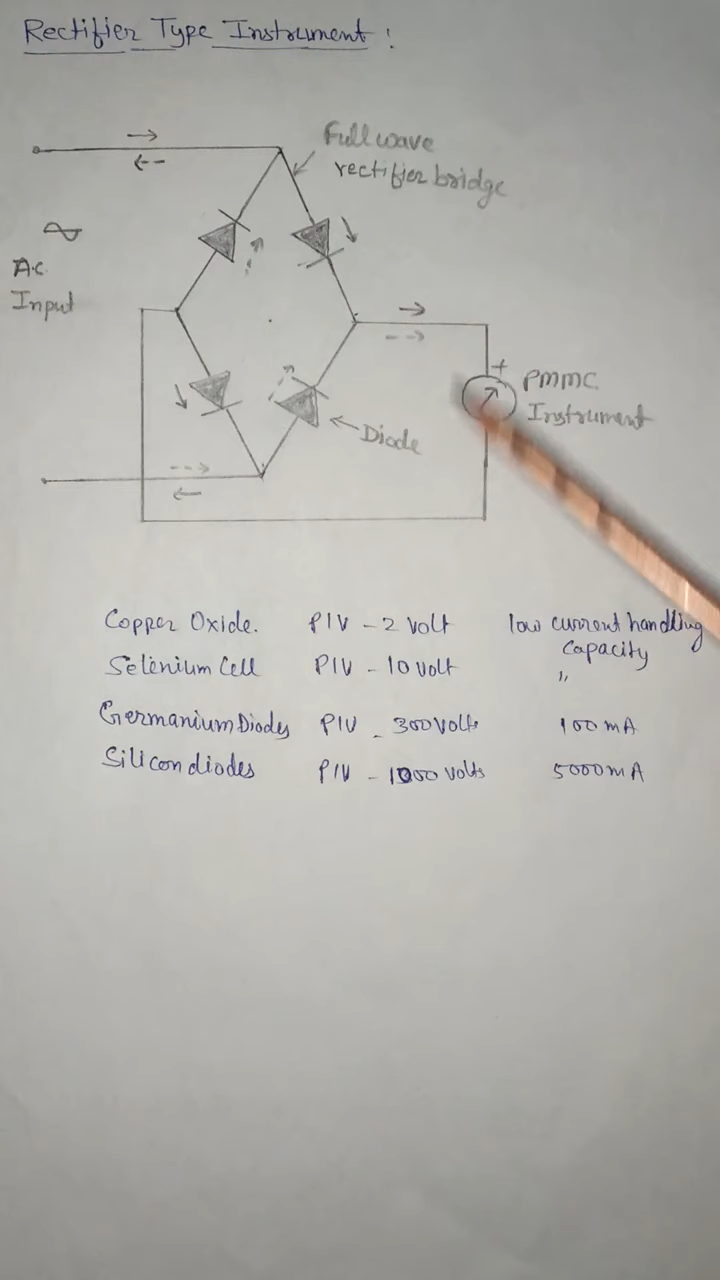 Rectifier Type Instrument :
Full wave
rectifier bridge
A.C.
Input
+
PMMC
Instrument
Diode
Copper Oxide. PIV - 2 Volt low current handling
Capacity
Selenium Cell PIV - 10 Volt "
Germanium Diodes PIV - 300 Volts 100 mA
Silicon diodes PIV - 1000 Volts 5000 mA